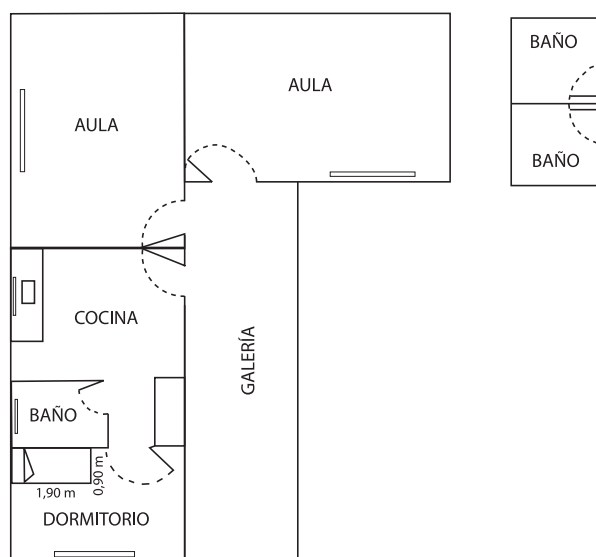 AULA
AULA
BAÑO
BAÑO
COCINA
GALERÍA
BAÑO
1,90 m
0,90 m
DORMITORIO